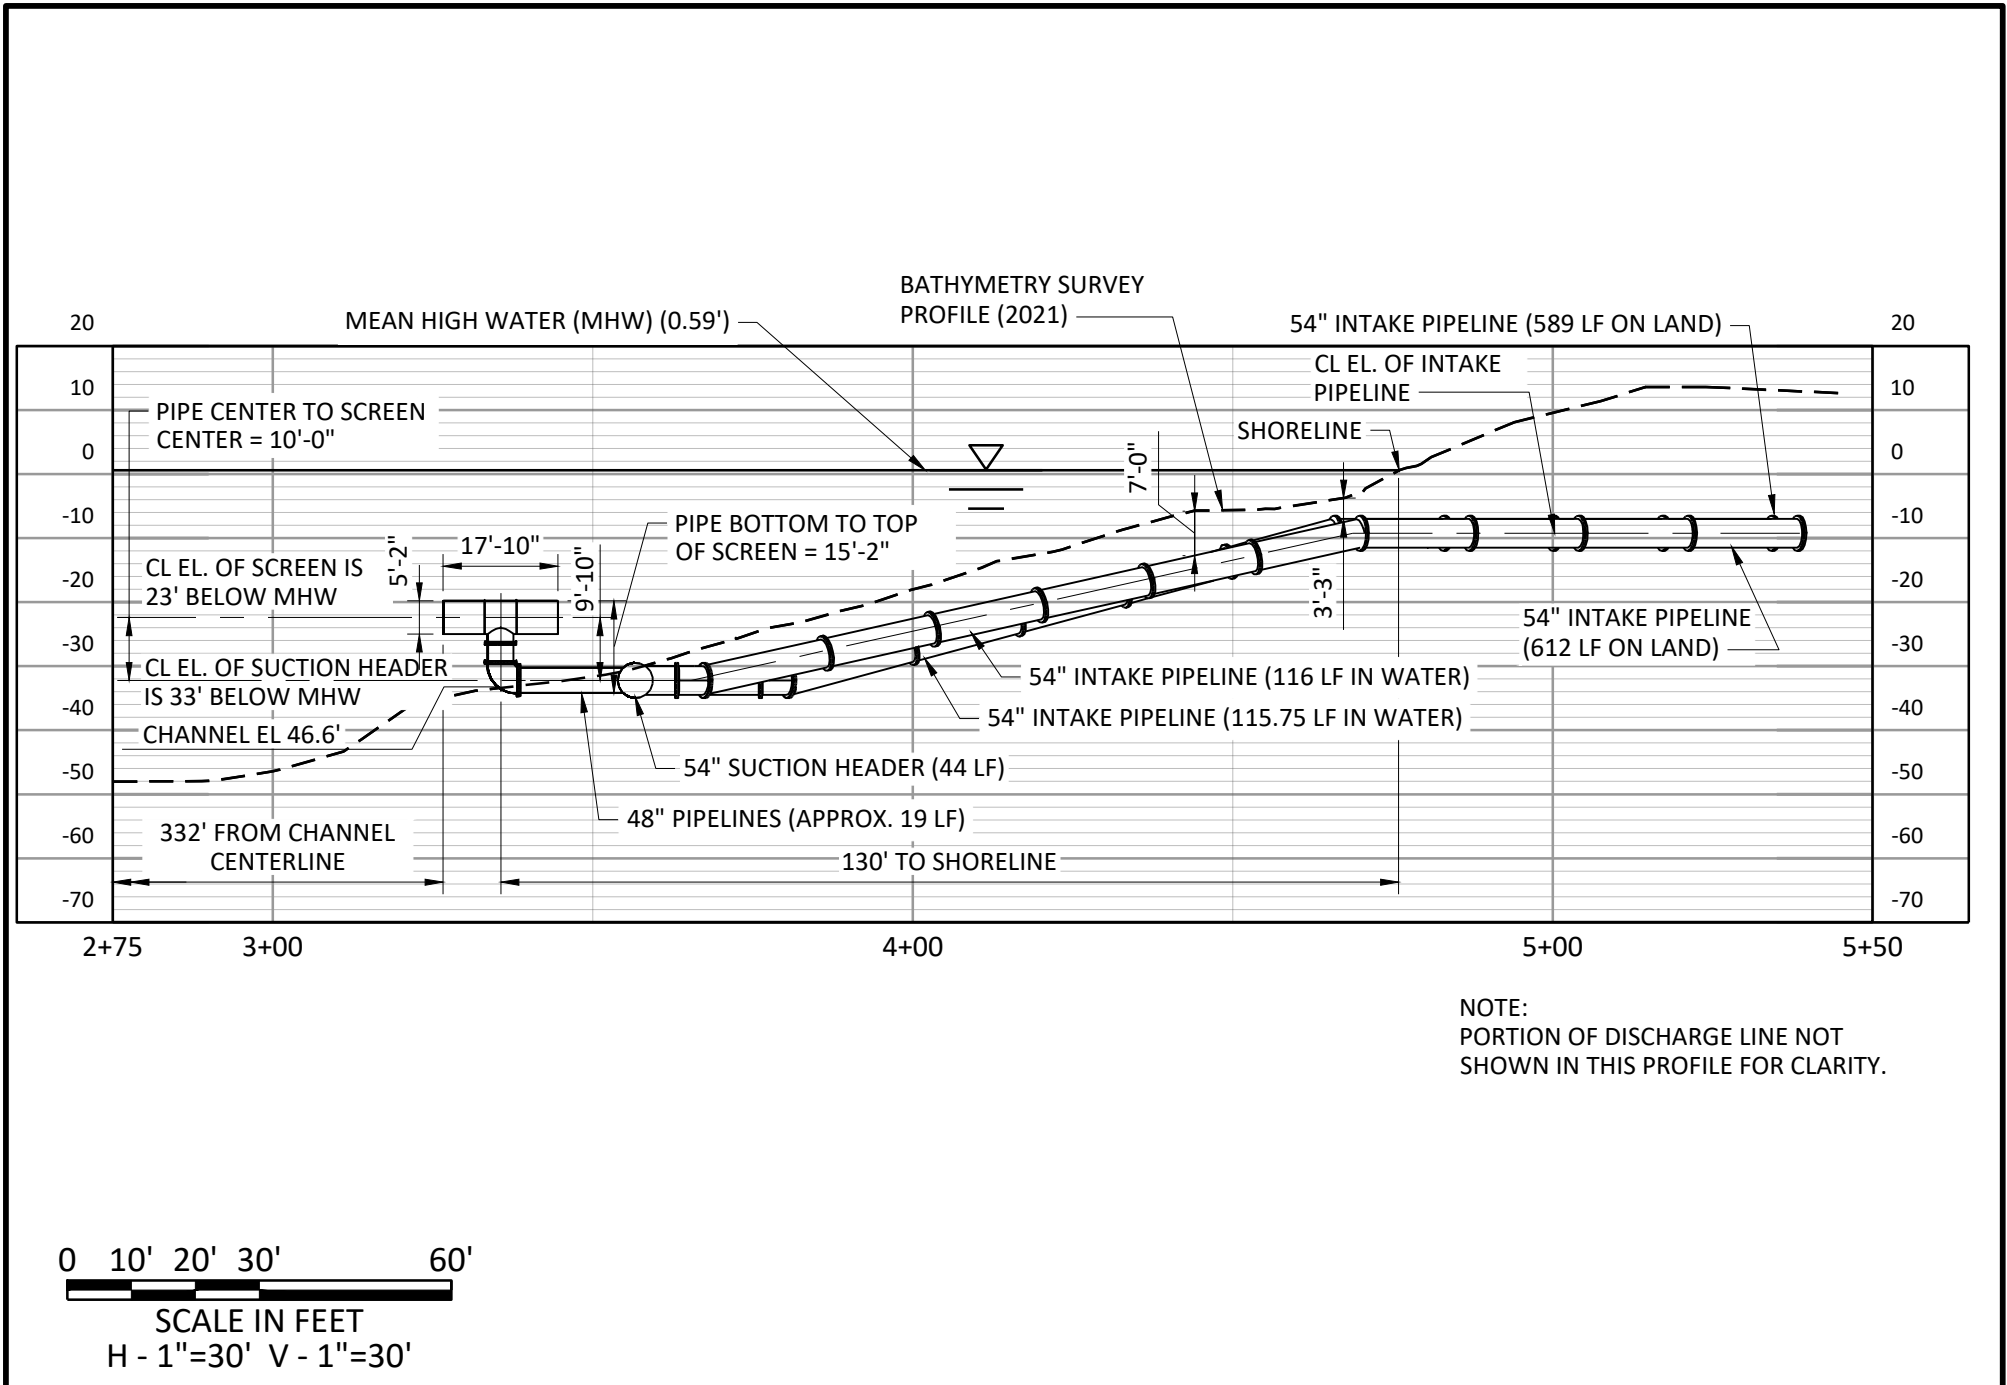 BATHYMETRY SURVEY
PROFILE (2021)
MEAN HIGH WATER (MHW) (0.59')
54" INTAKE PIPELINE (589 LF ON LAND)
20
20
CL EL. OF INTAKE
PIPELINE
10
10
PIPE CENTER TO SCREEN
CENTER = 10'-0"
SHORELINE
0
0
7'-0"
-10
-10
PIPE BOTTOM TO TOP
OF SCREEN = 15'-2"
17'-10"
5'-2"
9'-10"
CL EL. OF SCREEN IS
23' BELOW MHW
-20
-20
3'-3"
54" INTAKE PIPELINE
(612 LF ON LAND)
-30
-30
CL EL. OF SUCTION HEADER
IS 33' BELOW MHW
54" INTAKE PIPELINE (116 LF IN WATER)
-40
-40
54" INTAKE PIPELINE (115.75 LF IN WATER)
CHANNEL EL 46.6'
-50
-50
54" SUCTION HEADER (44 LF)
48" PIPELINES (APPROX. 19 LF)
-60
-60
332' FROM CHANNEL
CENTERLINE
130' TO SHORELINE
-70
-70
2+75 3+00 4+00 5+00 5+50
NOTE:
PORTION OF DISCHARGE LINE NOT
SHOWN IN THIS PROFILE FOR CLARITY.
0 10' 20' 30' 60'
SCALE IN FEET
H - 1"=30' V - 1"=30'